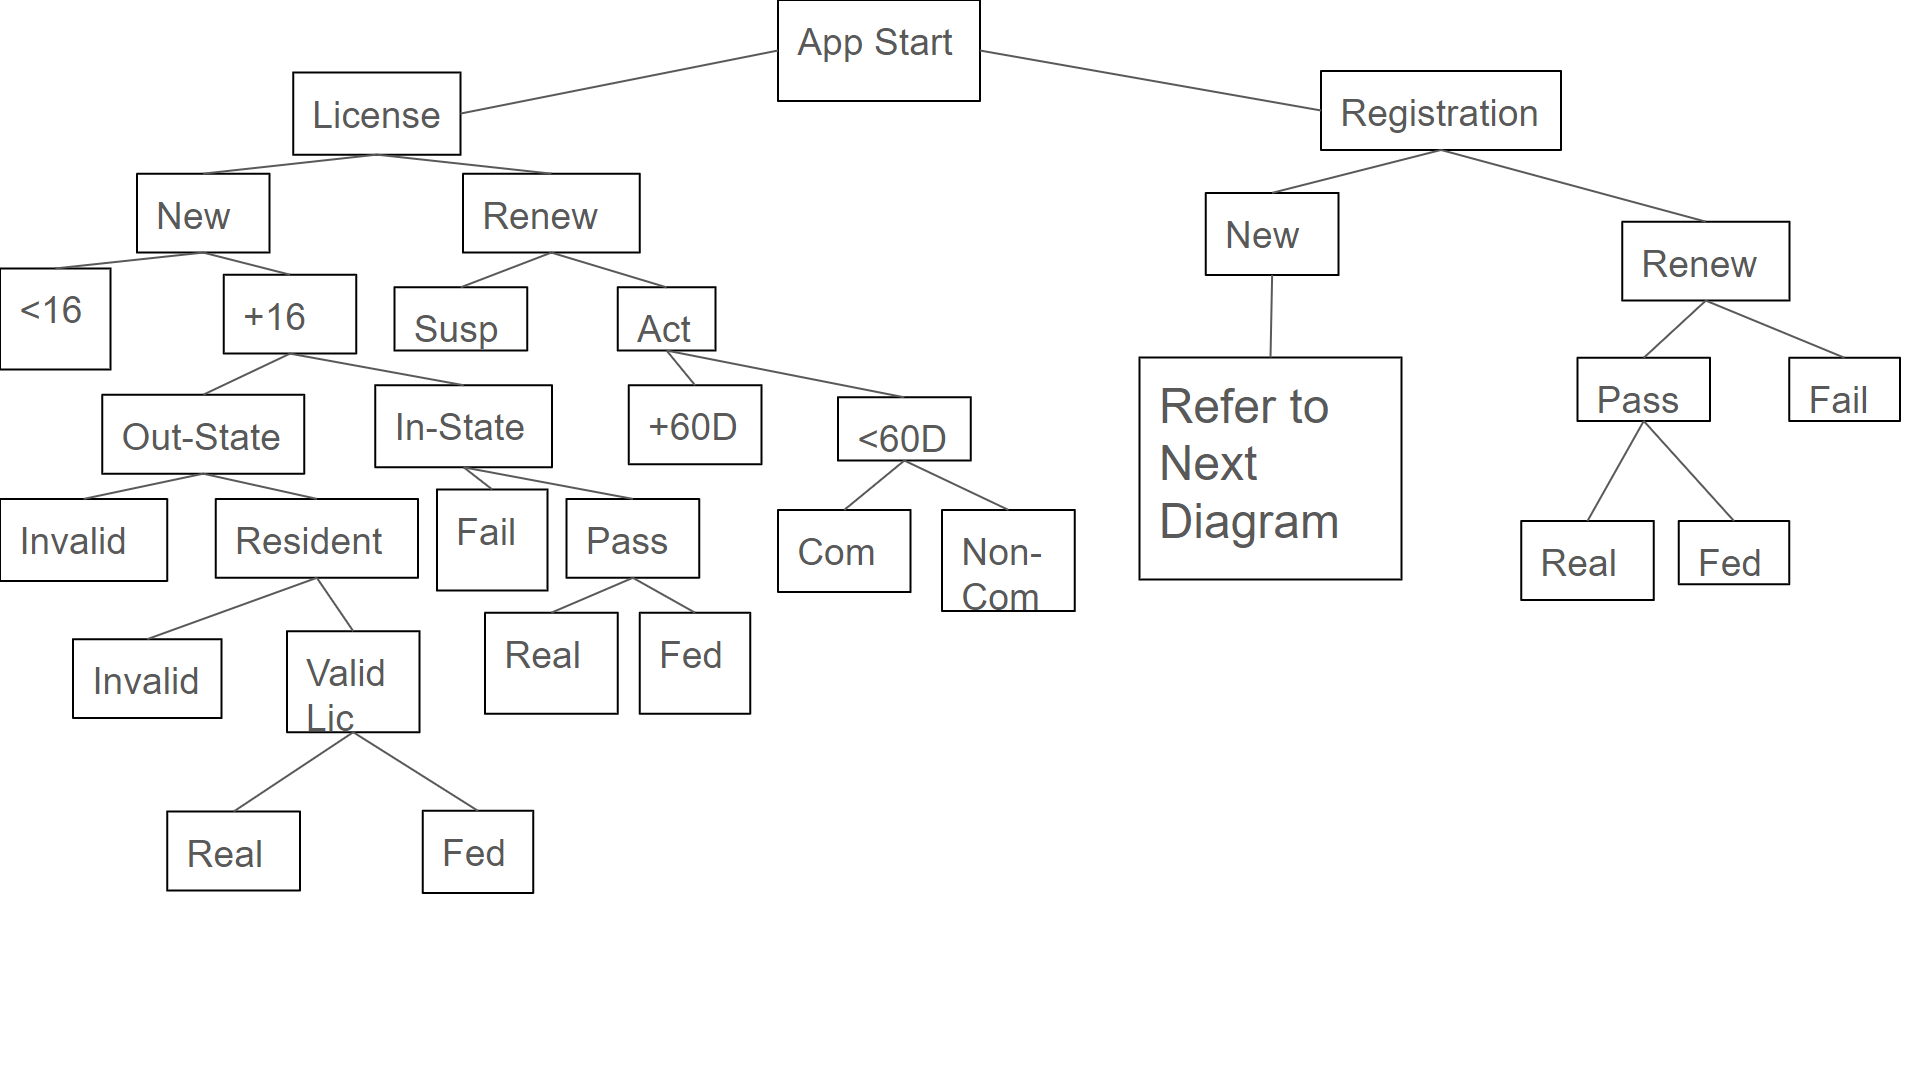 App Start
License
Registration
New
Renew
New
Renew
<16
+16
Susp
Act
Out-State
In-State
+60D
<60D
Refer to
Next
Diagram
Pass
Fail
Invalid
Resident
Fail
Pass
Com
Non-
Com
Real
Fed
Invalid
Valid
Lic
Real
Fed
Real
Fed